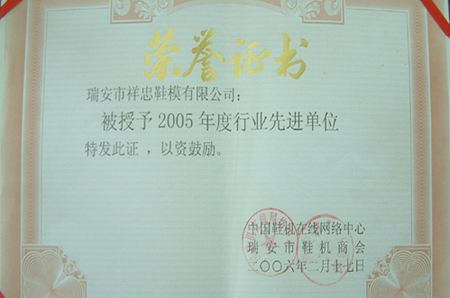 荣誉证书
瑞安市祥忠鞋模有限公司：
被授予2005年度行业先进单位
特发此证，以资鼓励。
中国鞋机在线网络中心
瑞安市鞋机商会
二〇〇六年二月十七日